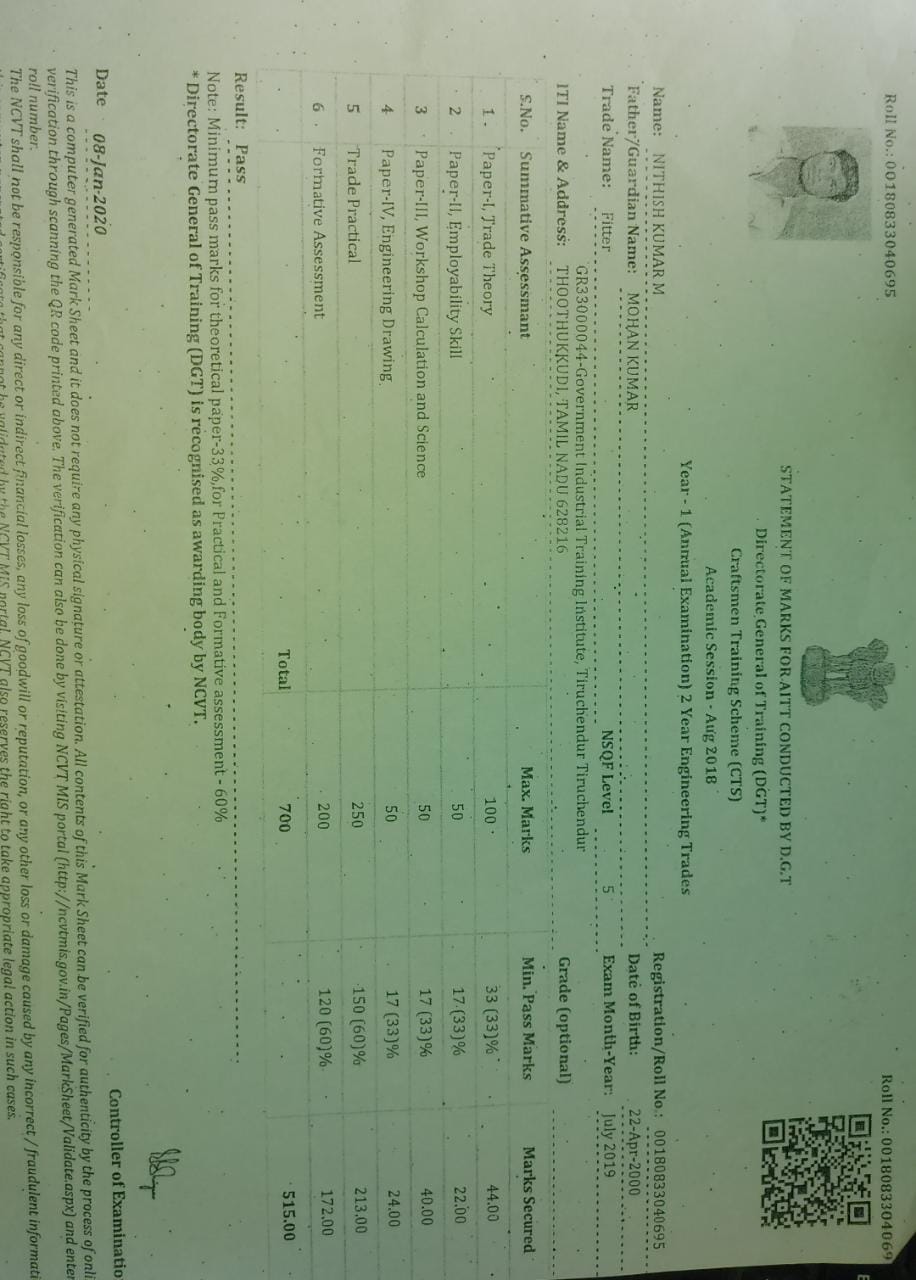 Roll No.: 00180833040695
Roll No.: 0018083304069
STATEMENT OF MARKS FOR AITT CONDUCTED BY D.G.T
Directorate General of Training (DGT)*
Craftsmen Training Scheme (CTS)
Academic Session - Aug 2018
Year - 1 (Annual Examination) 2 Year Engineering Trades
Name: NITHISH KUMAR M Registration/Roll No.: 00180833040695
Father/Guardian Name: MOHAN KUMAR Date of Birth: 22-Apr-2000
Trade Name: Fitter NSQF Level 5 Exam Month-Year: July 2019
GR33000044-Government Industrial Training Institute, Tiruchendur Tiruchendur
ITI Name & Address: THOOTHUKKUDI, TAMIL NADU 628216 Grade (optional)
S.No. Summative Assessmant Max. Marks Min. Pass Marks Marks Secured
1 Paper-I, Trade Theory 100 33 (33)% 44.00
2 Paper-II, Employability Skill 50 17 (33)% 22.00
3 Paper-III, Workshop Calculation and Science 50 17 (33)% 40.00
4 Paper-IV, Engineering Drawing 50 17 (33)% 24.00
5 Trade Practical 250 150 (60)% 213.00
6 Formative Assessment 200 120 (60)% 172.00
Total 700 515.00
Result: Pass
Note: Minimum pass marks for theoretical paper-33%,for Practical and Formative assessment - 60%
* Directorate General of Training (DGT) is recognised as awarding body by NCVT.
Date 08-Jan-2020
Controller of Examinatio
This is a computer generated Mark Sheet and it does not require any physical signature or attestation. All contents of this Mark Sheet can be verified for authenticity by the process of onli
verification through scanning the QR code printed above. The verification can also be done by visiting NCVT MIS portal (http://ncvtmis.gov.in/Pages/MarkSheet/Validate.aspx) and enter
roll number.
The NCVT shall not be responsible for any direct or indirect financial losses, any loss of goodwill or reputation, or any other loss or damage caused by any incorrect / fraudulent informati
certificate that cannot be validated by the NCVT MIS portal. NCVT also reserves the right to take appropriate legal action in such cases.